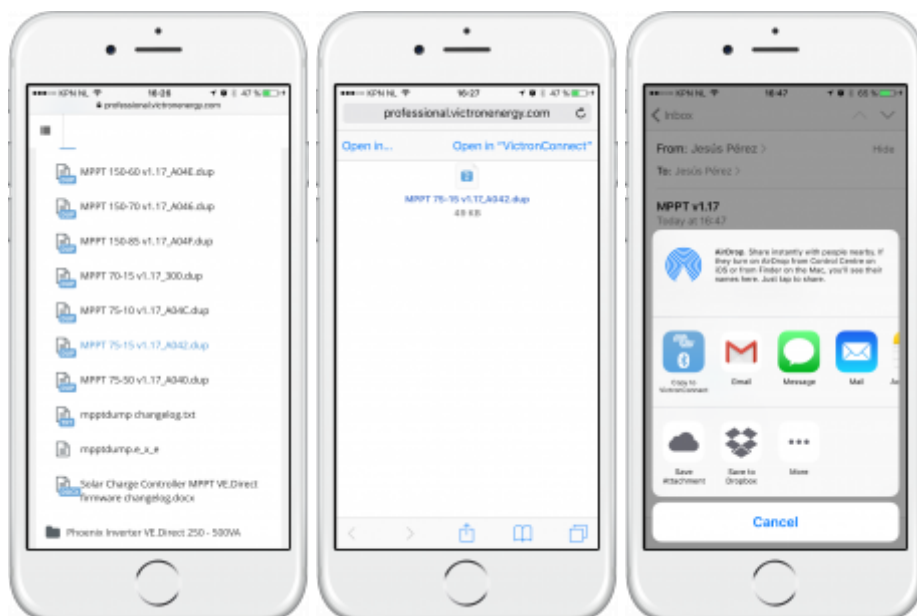 KPN NL 16:26 47 %
professional.victronenergy.com
MPPT 150-60 v1.17_A04E.dup
MPPT 150-70 v1.17_A046.dup
MPPT 150-85 v1.17_A04F.dup
MPPT 70-15 v1.17_300.dup
MPPT 75-10 v1.17_A04C.dup
MPPT 75-15 v1.17_A042.dup
MPPT 75-50 v1.17_A040.dup
mpptdump changelog.txt
TXT
mpptdump.e_x_e
Solar Charge Controller MPPT VE.Direct
firmware changelog.docx
DOCX
Phoenix Inverter VE.Direct 250 - 500VA
KPN NL 16:27 47 %
professional.victronenergy.com
Open in... Open in "VictronConnect"
MPPT 75-15 v1.17_A042.dup
49 KB
KPN NL 16:47 65 %
Inbox
From: Jesús Pérez > Hide
To: Jesús Pérez >
MPPT v1.17
Today at 16:47
AirDrop. Share instantly with people nearby. If
they turn on AirDrop from Control Centre on
iOS or from Finder on the Mac, you'll see their
names here. Just tap to share.
Copy to
VictronConnect
Email
Message
Mail
Save
Attachment
Save to
Dropbox
More
Cancel